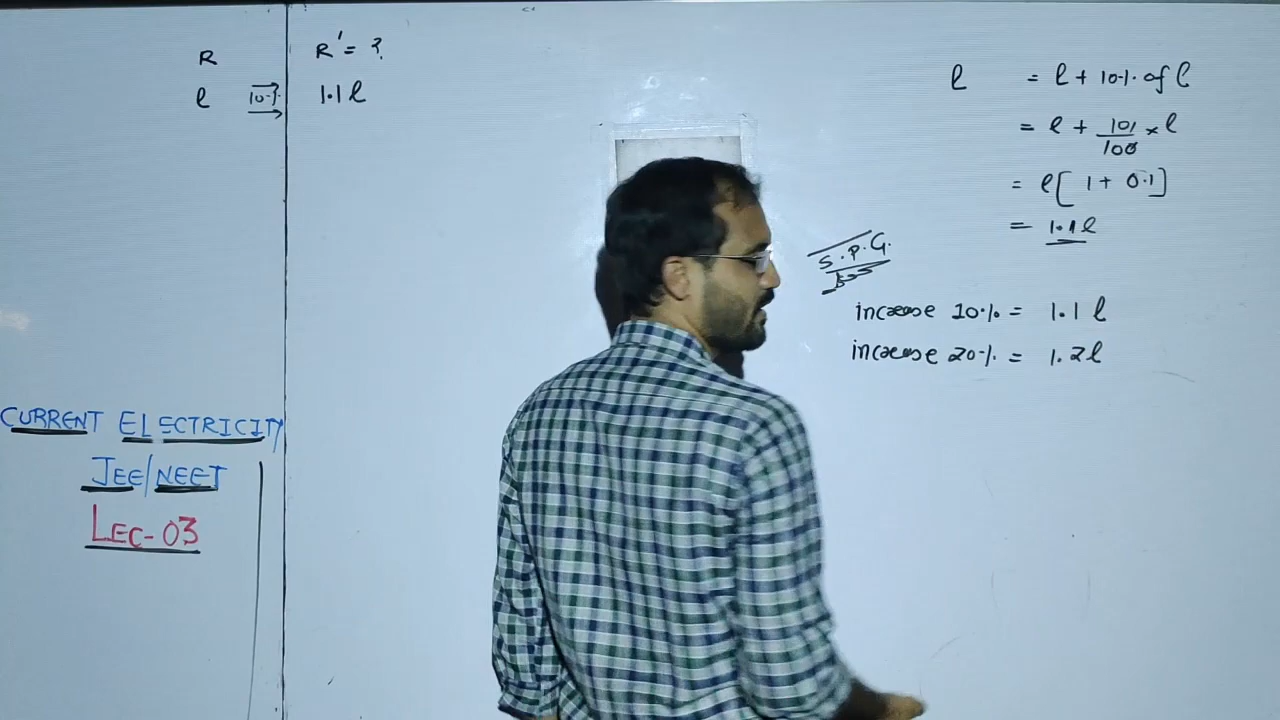 R R' = ?
l 10% 1.1 l
CURRENT ELECTRICITY
JEE/NEET
LEC-03
l = l + 10% of l
= l + 10/100 × l
= l[ 1 + 0.1]
= 1.1 l
S.P.G.
increase 10% = 1.1 l
increase 20% = 1.2 l